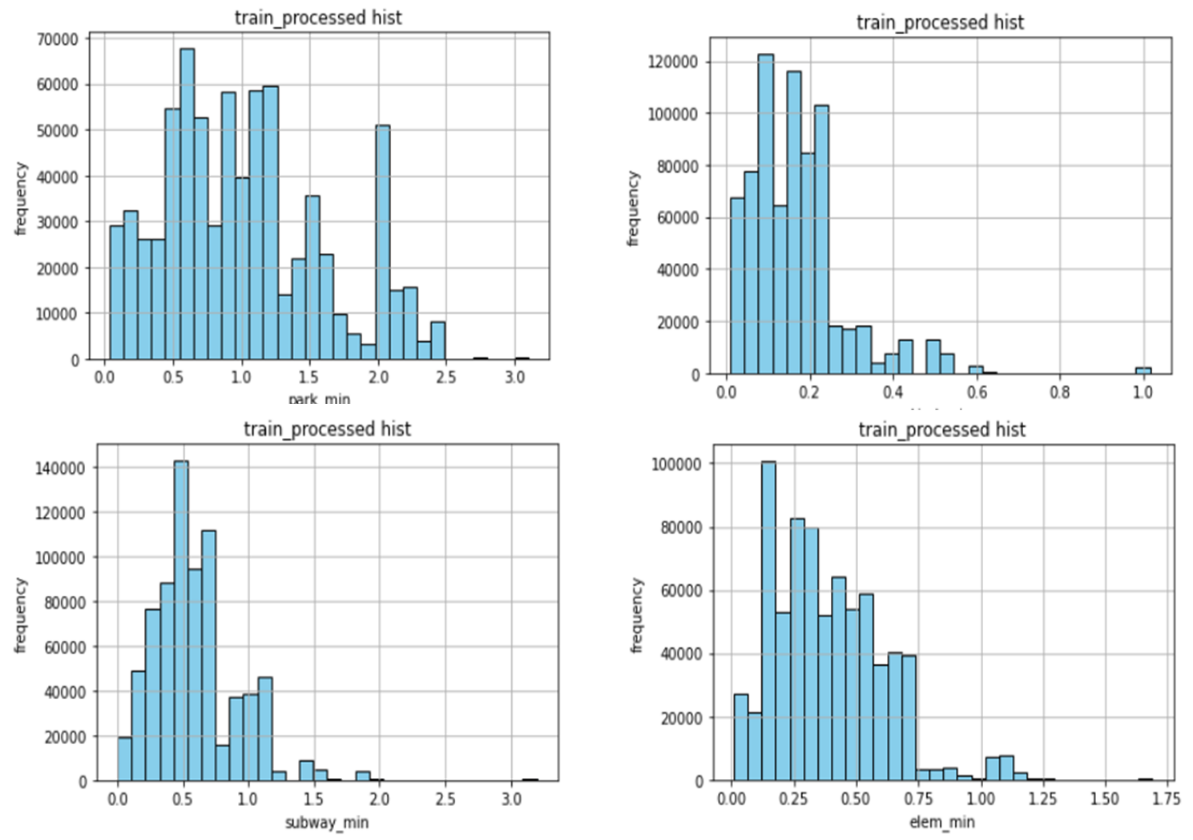 train_processed hist
70000
60000
50000
40000
30000
20000
10000
0
frequency
0.0 0.5 1.0 1.5 2.0 2.5 3.0
park_min
train_processed hist
120000
100000
80000
60000
40000
20000
0
frequency
0.0 0.2 0.4 0.6 0.8 1.0
train_processed hist
140000
120000
100000
80000
60000
40000
20000
0
frequency
0.0 0.5 1.0 1.5 2.0 2.5 3.0
subway_min
train_processed hist
100000
80000
60000
40000
20000
0
frequency
0.00 0.25 0.50 0.75 1.00 1.25 1.50 1.75
elem_min